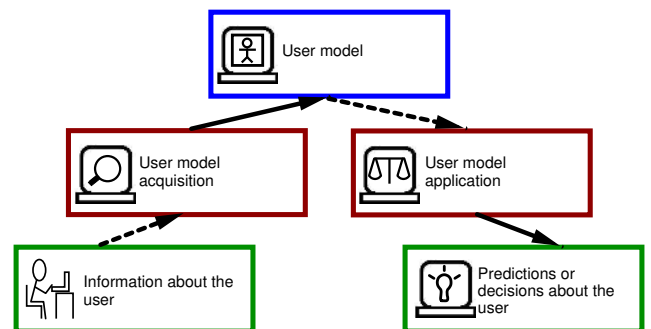 User model
User model
acquisition
User model
application
Information about the
user
Predictions or
decisions about the
user